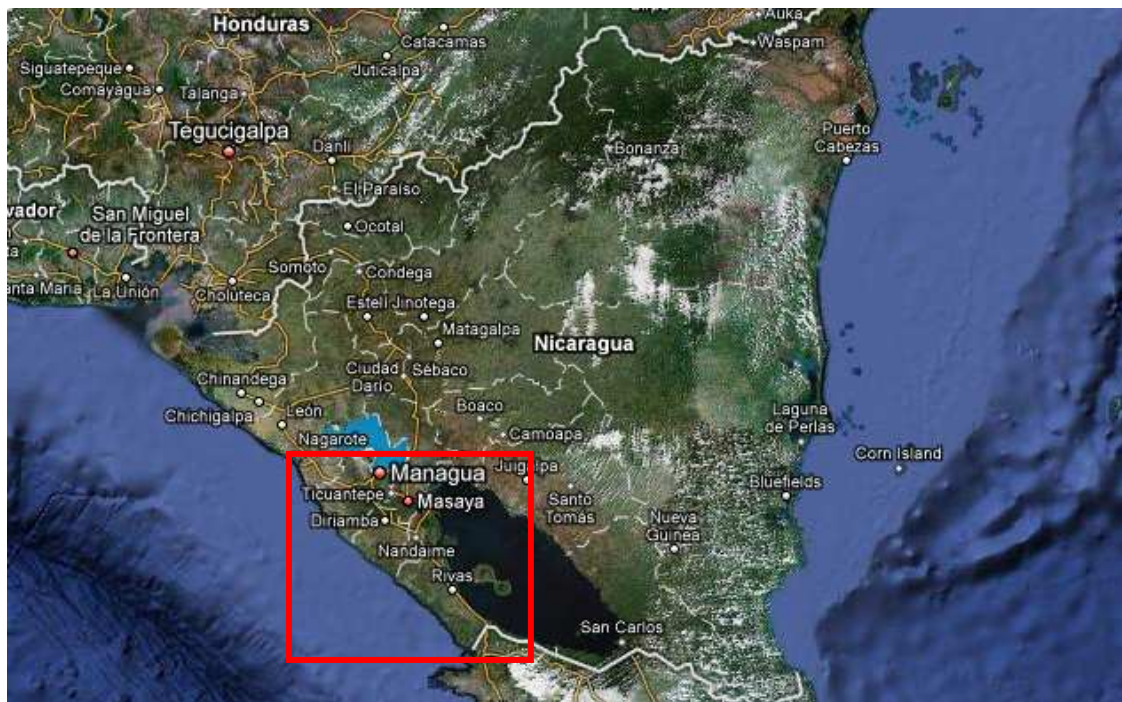 Honduras
Auka
Catacamas
Waspam
Siguatepeque
Juticalpa
Comayagua
Talanga
Tegucigalpa
Puerto
Cabezas
Danlí
Bonanza
El Paraíso
vador
San Miguel
de la Frontera
Ocotal
Somoto
Condega
anta Maria
La Unión
Choluteca
Estelí
Jinotega
Matagalpa
Nicaragua
Ciudad
Darío
Sébaco
Chinandega
Boaco
Chichigalpa
León
Laguna
de Perlas
Nagarote
Camoapa
Corn Island
Managua
Juigalpa
Ticuantepe
Masaya
Santo
Tomás
Bluefields
Diriamba
Nueva
Guinea
Nandaime
Rivas
San Carlos